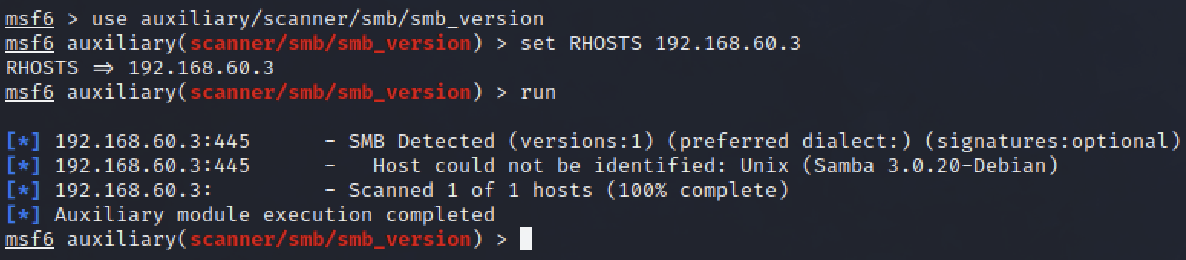 msf6 > use auxiliary/scanner/smb/smb_version
msf6 auxiliary(scanner/smb/smb_version) > set RHOSTS 192.168.60.3
RHOSTS ⇒ 192.168.60.3
msf6 auxiliary(scanner/smb/smb_version) > run
[*] 192.168.60.3:445      - SMB Detected (versions:1) (preferred dialect:) (signatures:optional)
[*] 192.168.60.3:445      -   Host could not be identified: Unix (Samba 3.0.20-Debian)
[*] 192.168.60.3:         - Scanned 1 of 1 hosts (100% complete)
[*] Auxiliary module execution completed
msf6 auxiliary(scanner/smb/smb_version) >